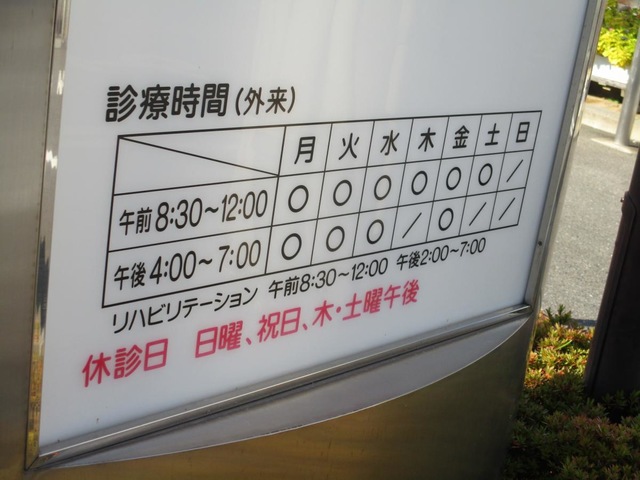 診療時間(外来)
月 火 水 木 金 土 日
午前8:30~12:00 ○ ○ ○ ○ ○ ○ /
午後4:00~7:00 ○ ○ ○ / ○ / /
リハビリテーション 午前8:30~12:00 午後2:00~7:00
休診日 日曜、祝日、木・土曜午後